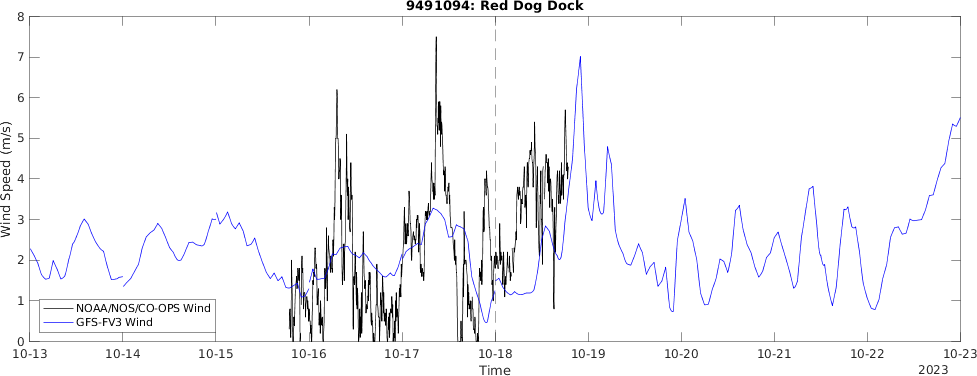 9491094: Red Dog Dock
Wind Speed (m/s)
8
7
6
5
4
3
2
1
0
NOAA/NOS/CO-OPS Wind
GFS-FV3 Wind
10-13 10-14 10-15 10-16 10-17 10-18 10-19 10-20 10-21 10-22 10-23
Time
2023